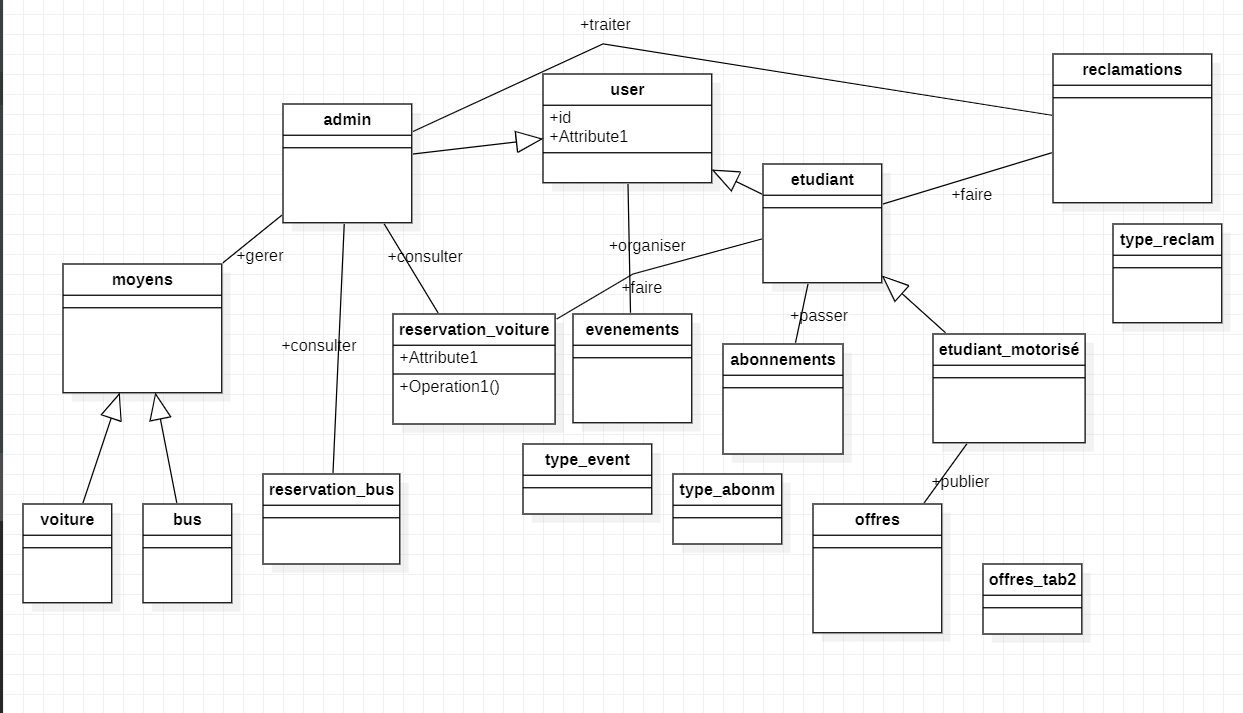 +traiter
reclamations
user
+id
+Attribute1
admin
etudiant
+faire
type_reclam
+organiser
+gerer
+consulter
moyens
+faire
+passer
reservation_voiture
+Attribute1
+Operation1()
evenements
+consulter
abonnements
etudiant_motorisé
type_event
+publier
reservation_bus
type_abonm
voiture
bus
offres
offres_tab2